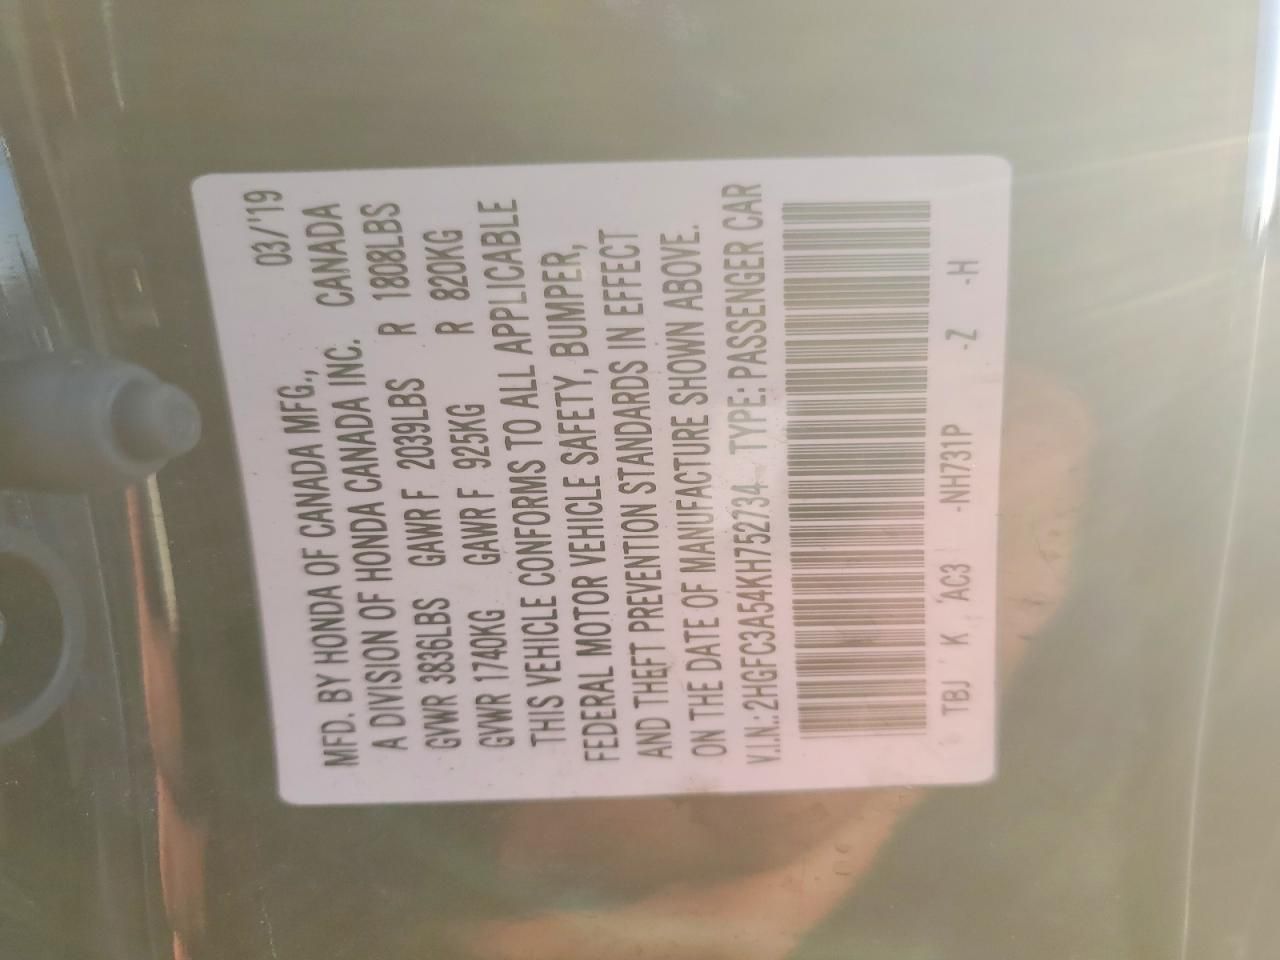 MFD. BY HONDA OF CANADA MFG., 03/'19
A DIVISION OF HONDA CANADA INC. CANADA
GVWR 3836LBS GAWR F 2039LBS R 1808LBS
GVWR 1740KG GAWR F 925KG R 820KG
THIS VEHICLE CONFORMS TO ALL APPLICABLE
FEDERAL MOTOR VEHICLE SAFETY, BUMPER,
AND THEFT PREVENTION STANDARDS IN EFFECT
ON THE DATE OF MANUFACTURE SHOWN ABOVE.
V.I.N.: 2HGFC3A54KH752734 TYPE: PASSENGER CAR
TBJ K AC3 -NH731P -Z -H